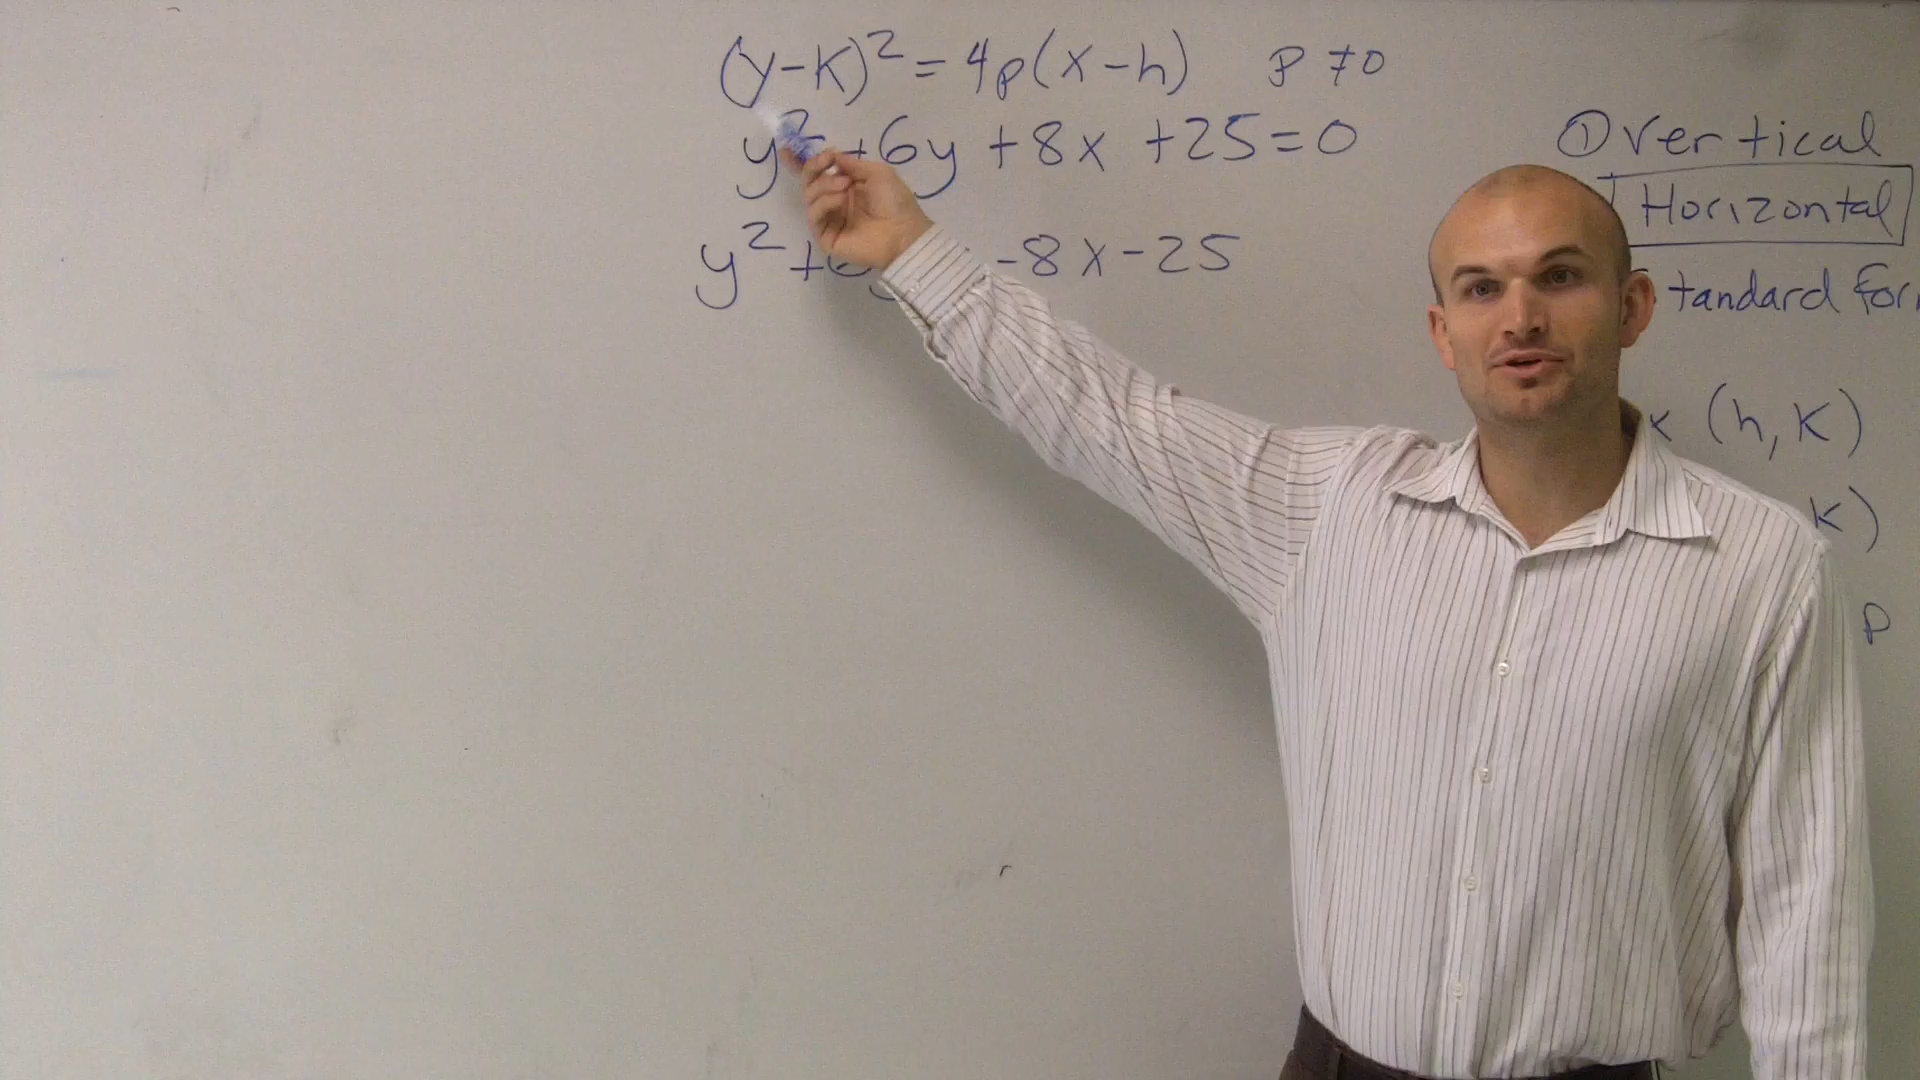 (y-k)² = 4p(x-h) p ≠ 0
y² +6y +8x +25=0
y² + -8x-25
① Vertical
Horizontal
tandard for
(h, k)
k)
p